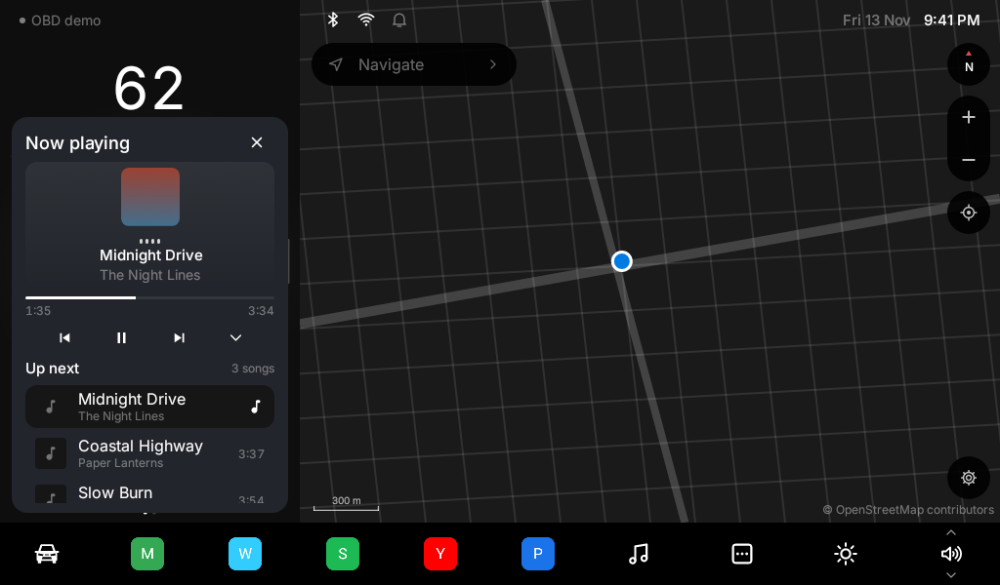 OBD demo
Fri 13 Nov 9:41 PM
62
Navigate
N
Now playing
Midnight Drive
The Night Lines
1:35 3:34
Up next 3 songs
Midnight Drive
The Night Lines
Coastal Highway
Paper Lanterns
3:37
Slow Burn
3:54
300 m
© OpenStreetMap contributors
M W S Y P